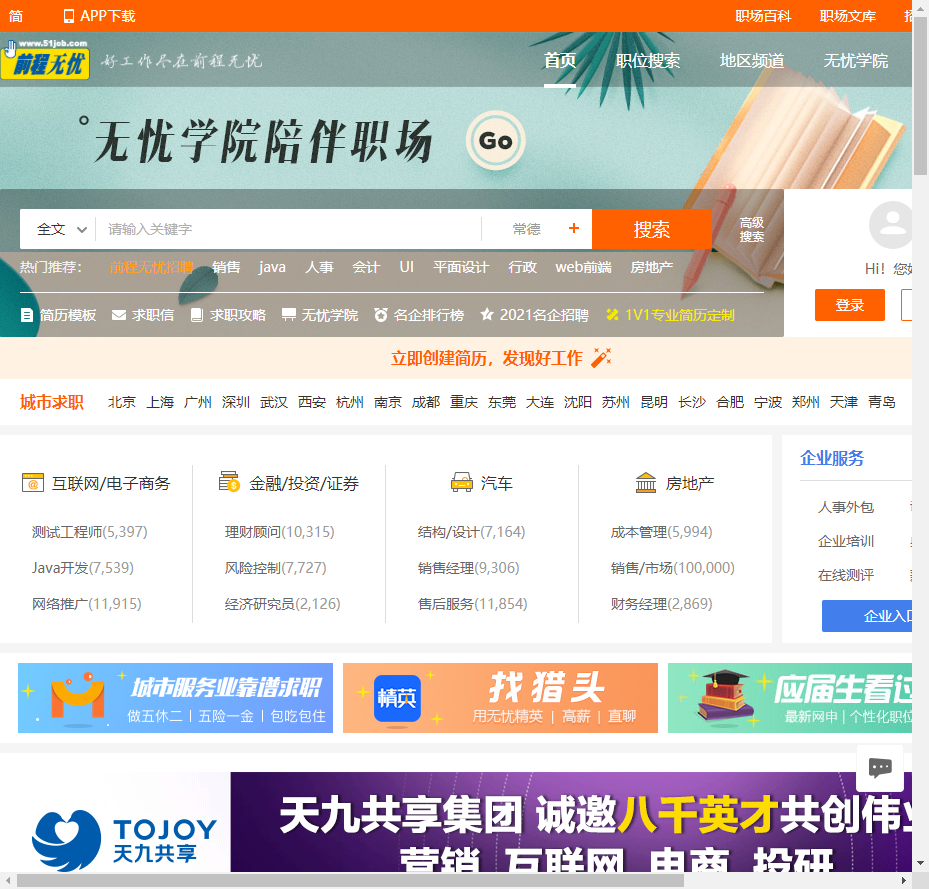 简 APP下载 职场百科 职场文库
www.51job.com
前程无忧 好工作尽在前程无忧 首页 职位搜索 地区频道 无忧学院
无忧学院陪伴职场 Go
全文 请输入关键字 常德 + 搜索 高级搜索
热门推荐： 前程无忧招聘 销售 java 人事 会计 UI 平面设计 行政 web前端 房地产
Hi！您好
登录
简历模板 求职信 求职攻略 无忧学院 名企排行榜 2021名企招聘 1V1专业简历定制
立即创建简历，发现好工作
城市求职 北京 上海 广州 深圳 武汉 西安 杭州 南京 成都 重庆 东莞 大连 沈阳 苏州 昆明 长沙 合肥 宁波 郑州 天津 青岛
互联网/电子商务 金融/投资/证券 汽车 房地产
测试工程师(5,397) 理财顾问(10,315) 结构/设计(7,164) 成本管理(5,994)
Java开发(7,539) 风险控制(7,727) 销售经理(9,306) 销售/市场(100,000)
网络推广(11,915) 经济研究员(2,126) 售后服务(11,854) 财务经理(2,869)
企业服务
人事外包
企业培训
在线测评
企业入口
城市服务业靠谱求职
做五休二 | 五险一金 | 包吃包住
精英 找猎头
用无忧精英 | 高薪 | 直聊
应届生看过
最新网申 | 个性化职位
TOJOY
天九共享
天九共享集团 诚邀八千英才共创伟业
营销 互联网 电商 投研